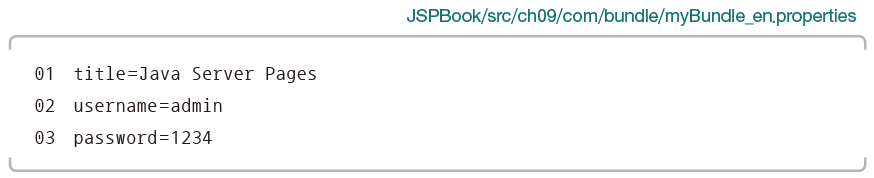 JSPBook/src/ch09/com/bundle/myBundle_en.properties
01 title=Java Server Pages
02 username=admin
03 password=1234